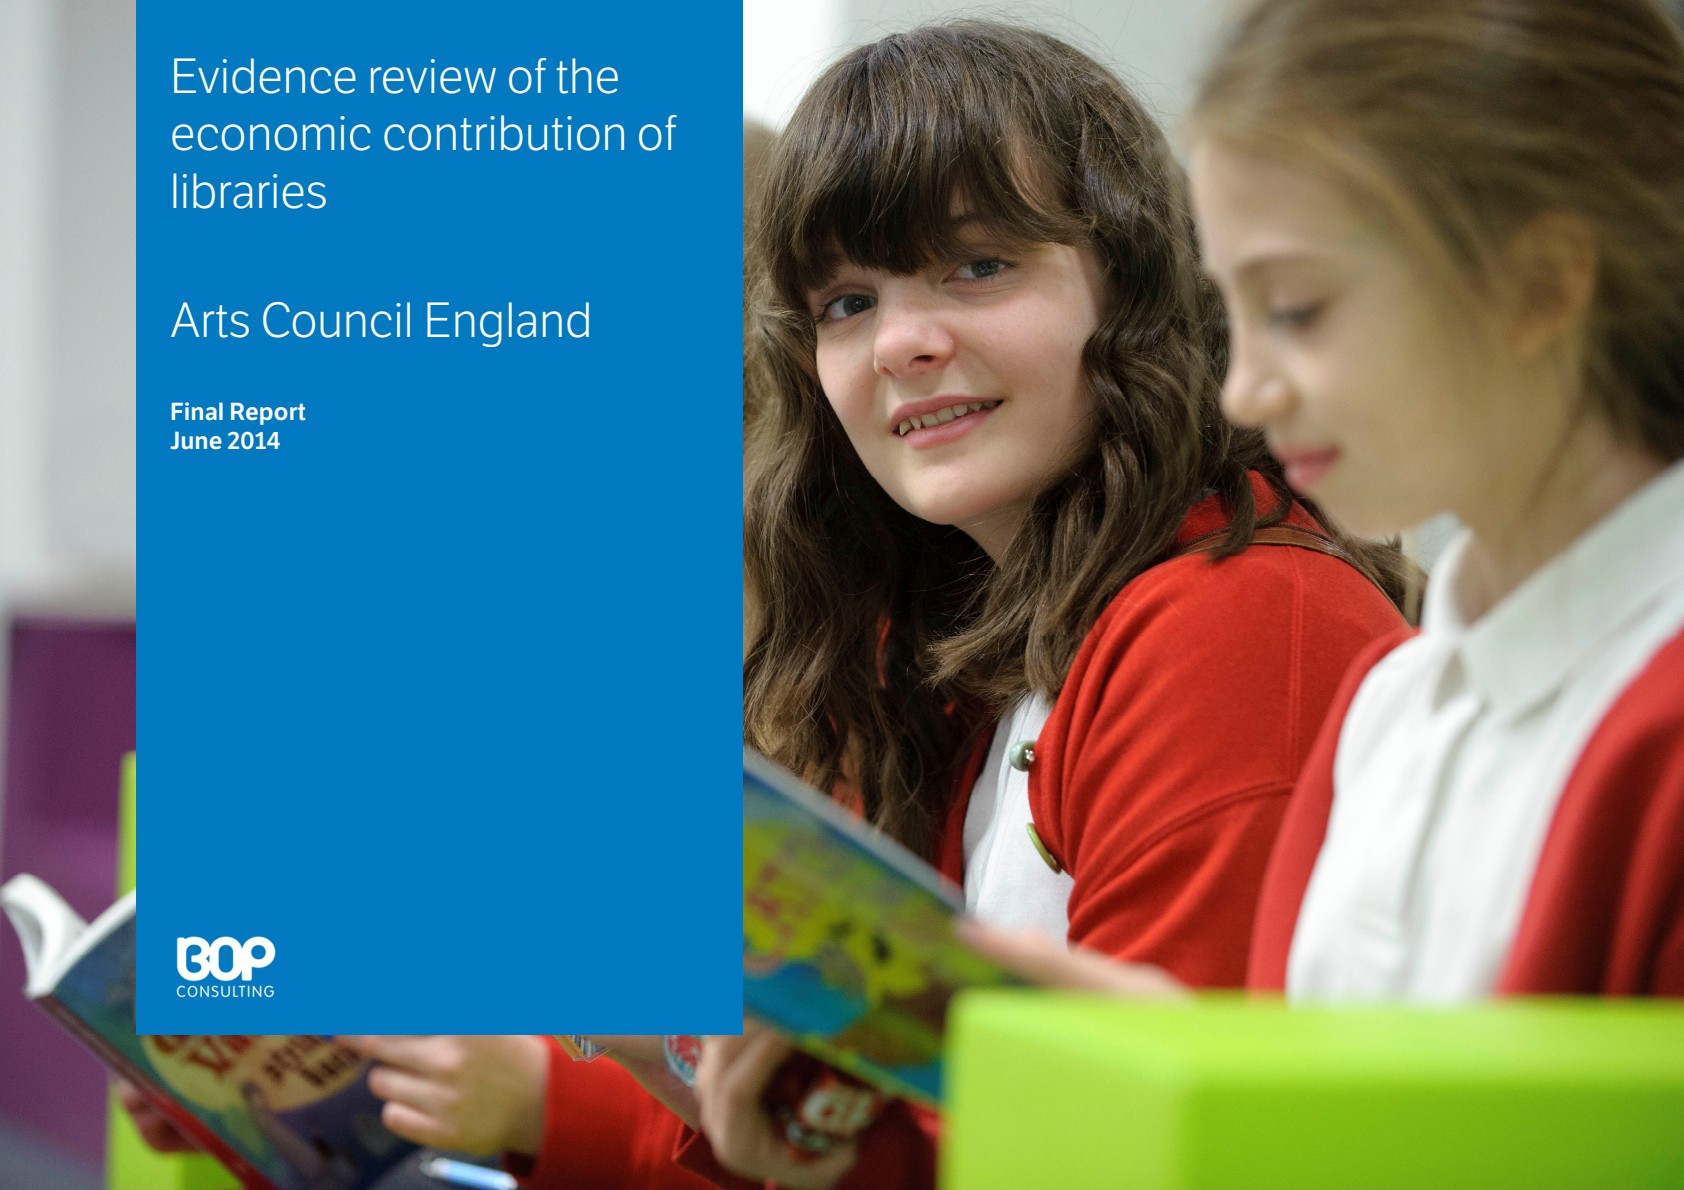 Evidence review of the
economic contribution of
libraries
Arts Council England
Final Report
June 2014
BOP
CONSULTING